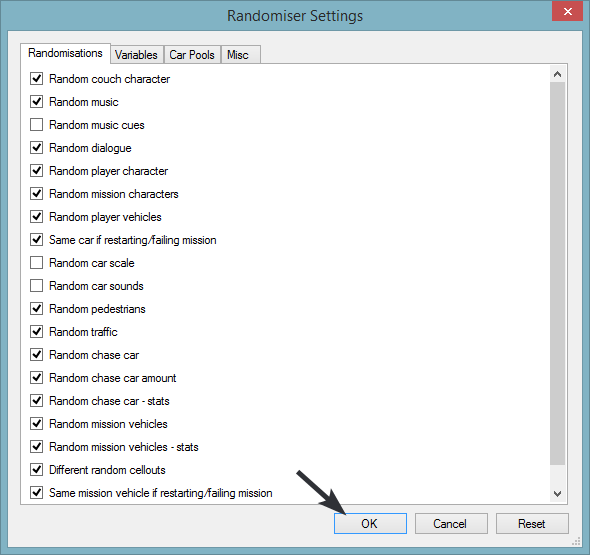 Randomiser Settings
Randomisations Variables Car Pools Misc
Random couch character
Random music
Random music cues
Random dialogue
Random player character
Random mission characters
Random player vehicles
Same car if restarting/failing mission
Random car scale
Random car sounds
Random pedestrians
Random traffic
Random chase car
Random chase car amount
Random chase car - stats
Random mission vehicles
Random mission vehicles - stats
Different random cellouts
Same mission vehicle if restarting/failing mission
OK Cancel Reset